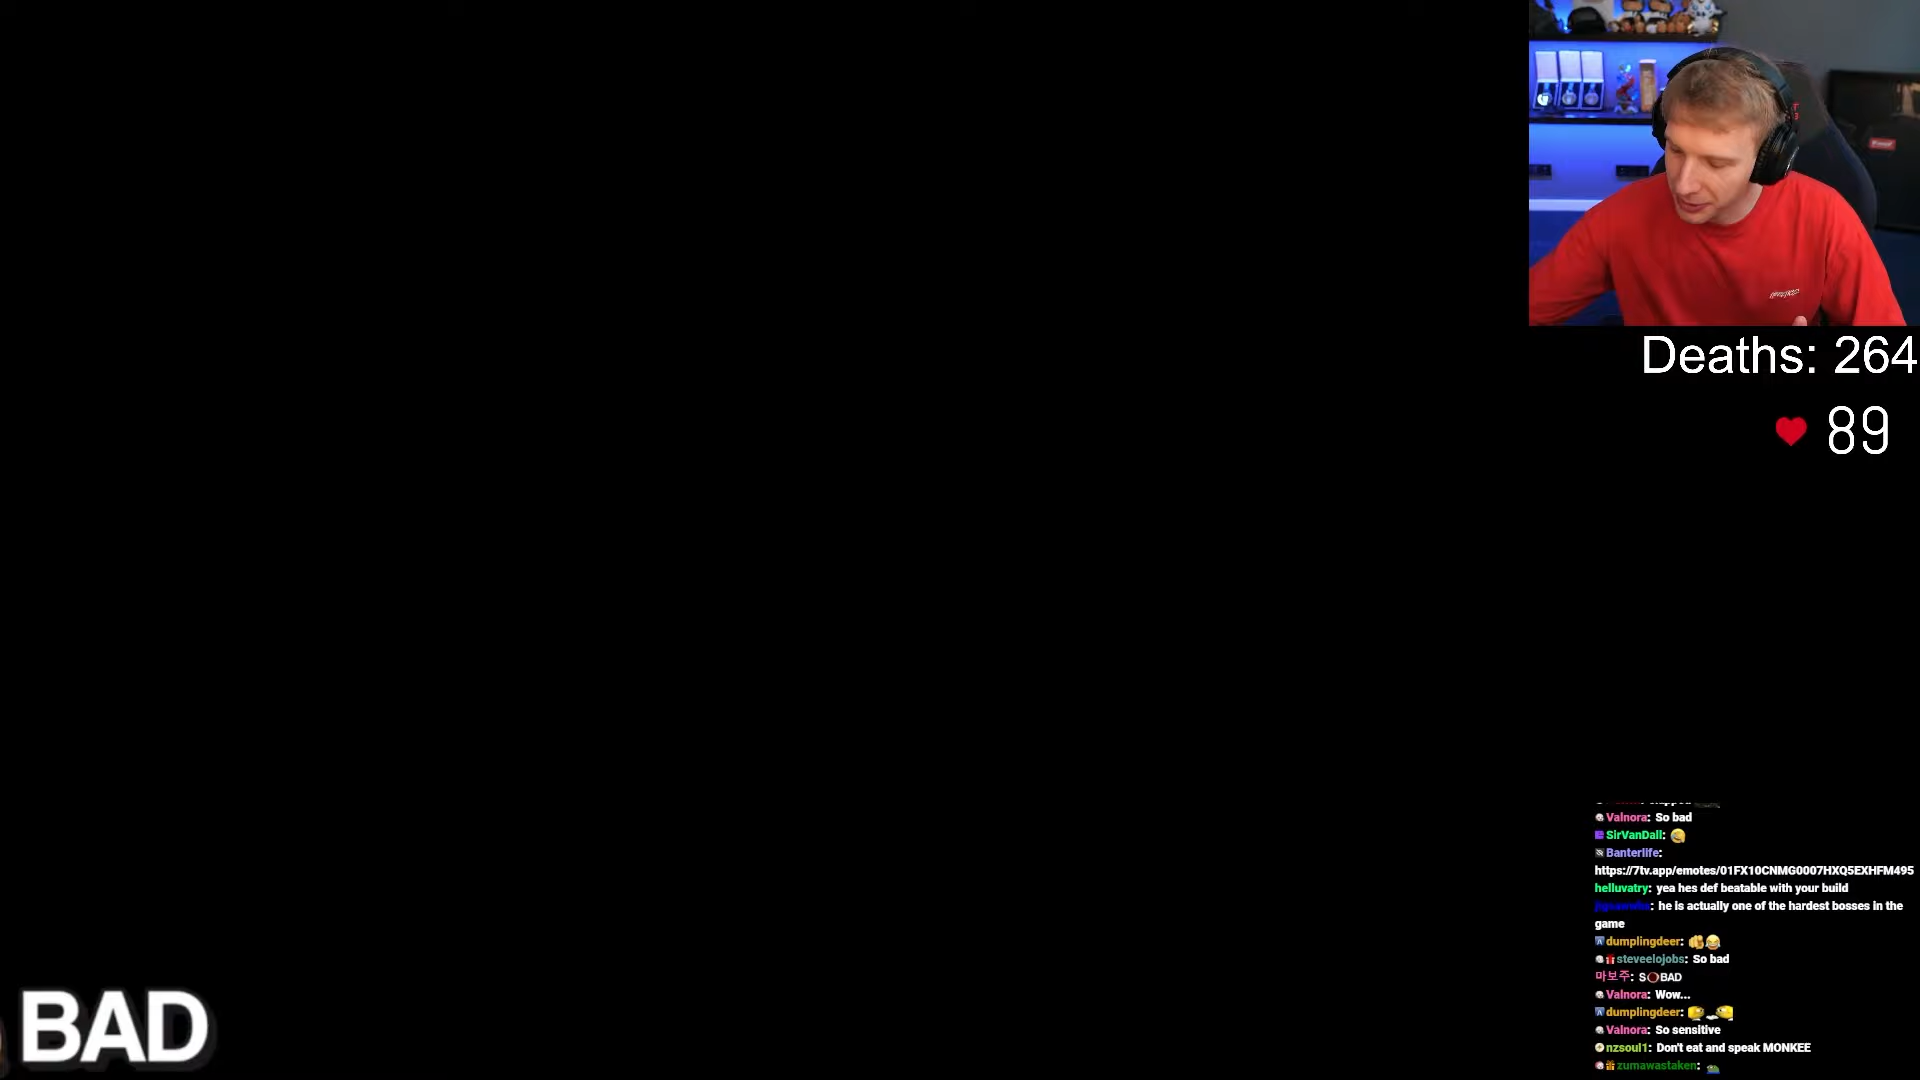 Deaths: 264
89
Valnora: So bad
SirVanDali:
Banterlife:
https://7tv.app/emotes/01FX10CNMG0007HXQ5EXHFM495
helluvatry: yea hes def beatable with your build
: he is actually one of the hardest bosses in the
game
dumplingdeer:
steveelojobs: So bad
마보주: S BAD
Valnora: Wow...
dumplingdeer:
Valnora: So sensitive
nzsoul1: Don't eat and speak MONKEE
zumawastaken:
BAD